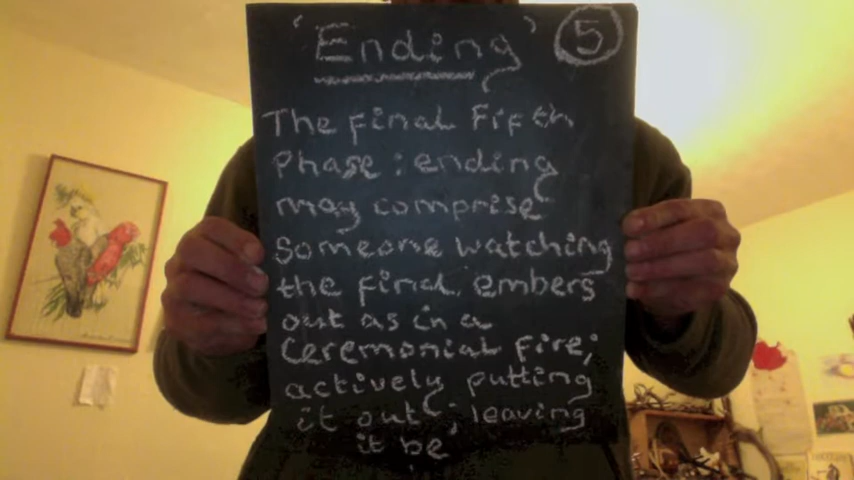 'Ending' 5
The final Fifth
Phase : ending
may comprise
Someone watching
the final embers
out as in a
Ceremonial fire;
actively putting
it out; leaving
it be